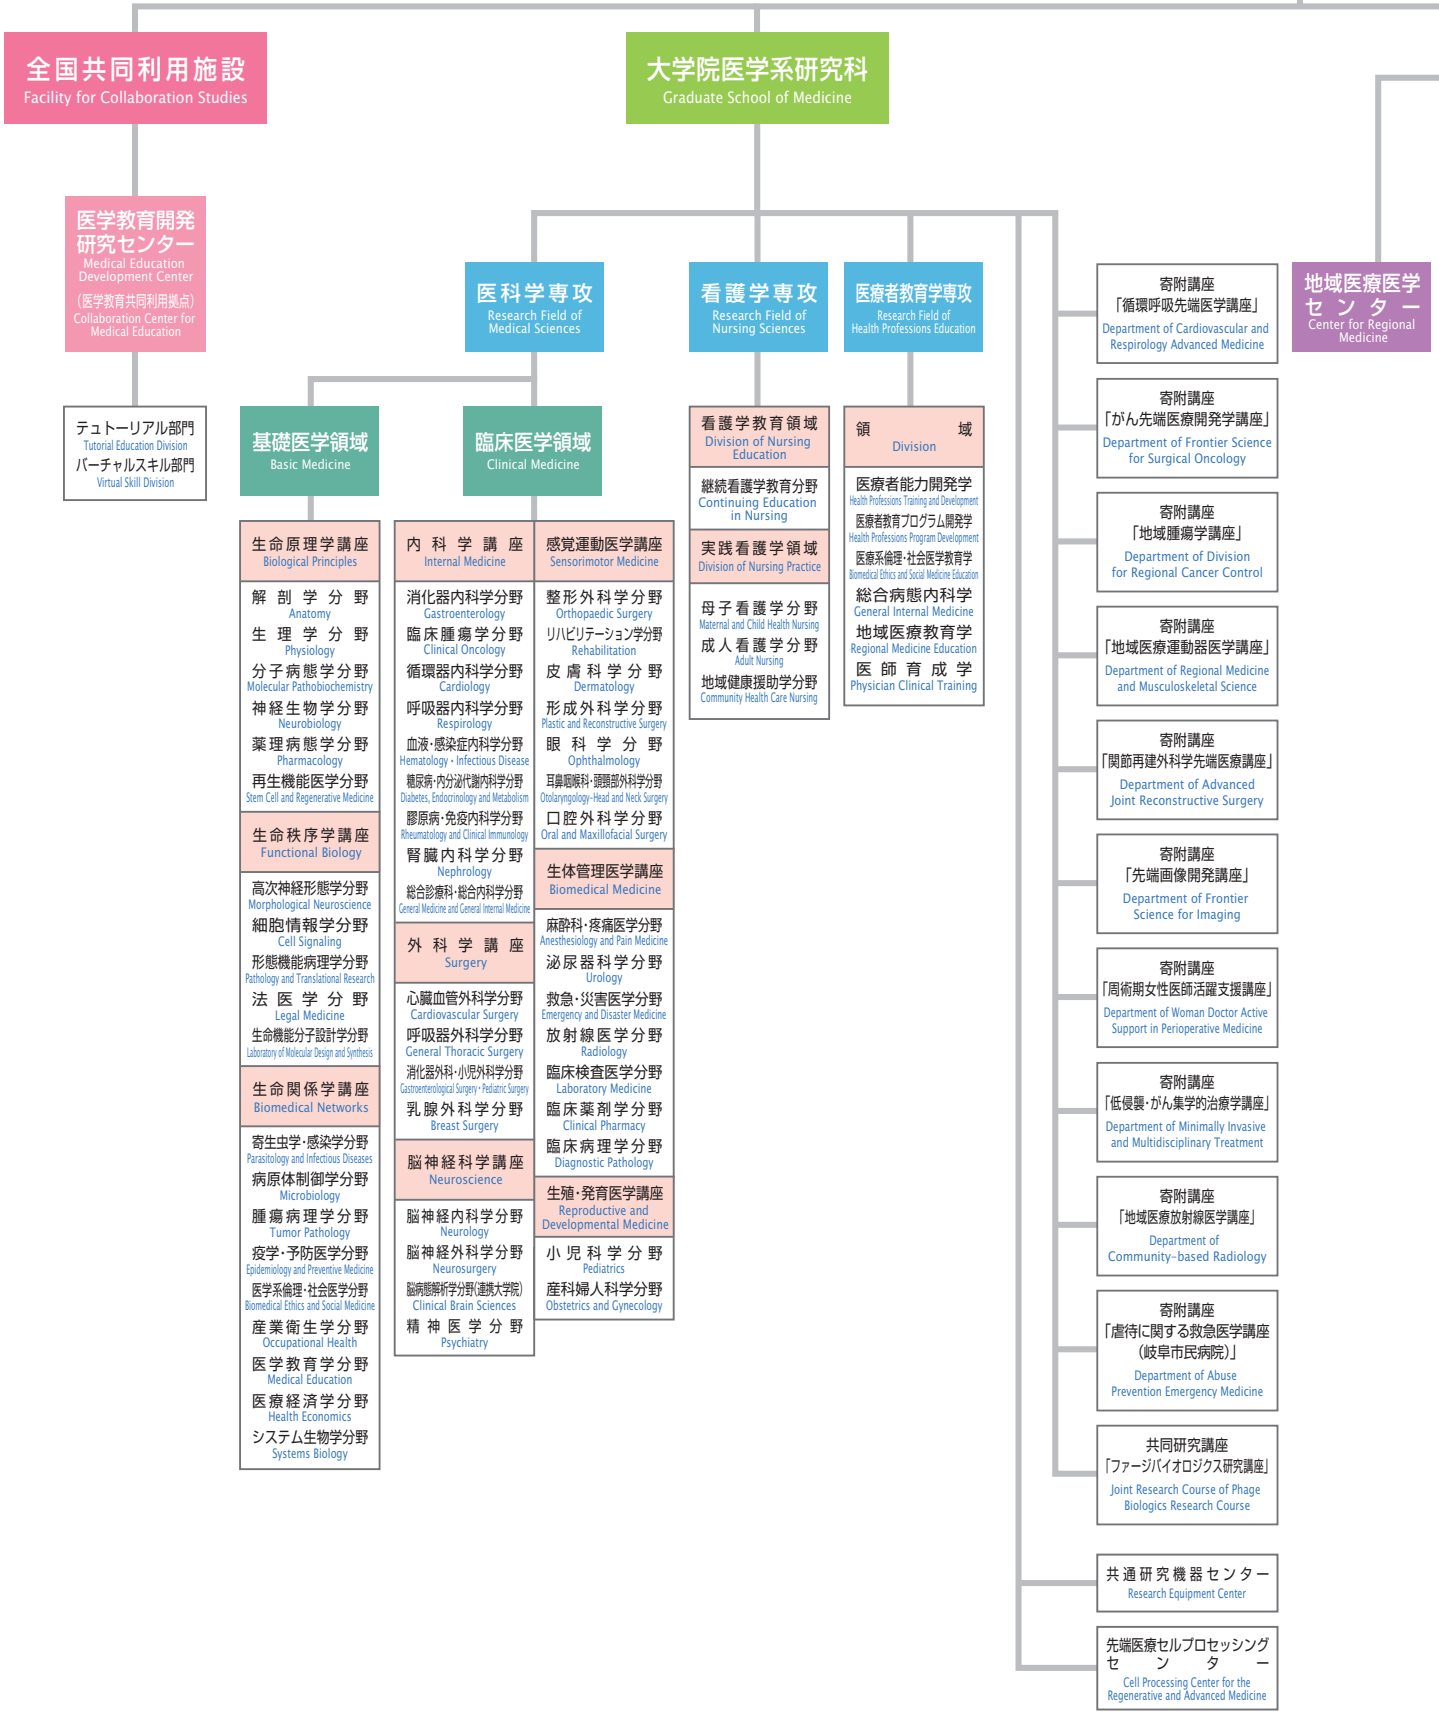 全国共同利用施設
Facility for Collaboration Studies
大学院医学系研究科
Graduate School of Medicine
医学教育開発
研究センター
Medical Education
Development Center
（医学教育共同利用拠点）
Collaboration Center for
Medical Education
テュトーリアル部門
Tutorial Education Division
バーチャルスキル部門
Virtual Skill Division
医科学専攻
Research Field of
Medical Sciences
基礎医学領域
Basic Medicine
生命原理学講座
Biological Principles
解剖学分野
Anatomy
生理学分野
Physiology
分子病態学分野
Molecular Pathobiochemistry
神経生物学分野
Neurobiology
薬理病態学分野
Pharmacology
再生機能医学分野
Stem Cell and Regenerative Medicine
生命秩序学講座
Functional Biology
高次神経形態学分野
Morphological Neuroscience
細胞情報学分野
Cell Signaling
形態機能病理学分野
Pathology and Translational Research
法医学分野
Legal Medicine
生命機能分子設計学分野
Laboratory of Molecular Design and Synthesis
生命関係学講座
Biomedical Networks
寄生虫学・感染学分野
Parasitology and Infectious Diseases
病原体制御学分野
Microbiology
腫瘍病理学分野
Tumor Pathology
疫学・予防医学分野
Epidemiology and Preventive Medicine
医学系倫理・社会医学分野
Biomedical Ethics and Social Medicine
産業衛生学分野
Occupational Health
医学教育学分野
Medical Education
医療経済学分野
Health Economics
システム生物学分野
Systems Biology
臨床医学領域
Clinical Medicine
内科学講座
Internal Medicine
消化器内科学分野
Gastroenterology
臨床腫瘍学分野
Clinical Oncology
循環器内科学分野
Cardiology
呼吸器内科学分野
Respirology
血液・感染症内科学分野
Hematology・Infectious Disease
糖尿病・内分泌代謝内科学分野
Diabetes, Endocrinology and Metabolism
膠原病・免疫内科学分野
Rheumatology and Clinical Immunology
腎臓内科学分野
Nephrology
総合診療科・総合内科学分野
General Medicine and General Internal Medicine
外科学講座
Surgery
心臓血管外科学分野
Cardiovascular Surgery
呼吸器外科学分野
General Thoracic Surgery
消化器外科・小児外科学分野
Gastroenterological Surgery・Pediatric Surgery
乳腺外科学分野
Breast Surgery
脳神経科学講座
Neuroscience
脳神経内科学分野
Neurology
脳神経外科学分野
Neurosurgery
脳病態解析学分野(連携大学院)
Clinical Brain Sciences
精神医学分野
Psychiatry
感覚運動医学講座
Sensorimotor Medicine
整形外科学分野
Orthopaedic Surgery
リハビリテーション学分野
Rehabilitation
皮膚科学分野
Dermatology
形成外科学分野
Plastic and Reconstructive Surgery
眼科学分野
Ophthalmology
耳鼻咽喉科・頭頸部外科学分野
Otolaryngology-Head and Neck Surgery
口腔外科学分野
Oral and Maxillofacial Surgery
生体管理医学講座
Biomedical Medicine
麻酔科・疼痛医学分野
Anesthesiology and Pain Medicine
泌尿器科学分野
Urology
救急・災害医学分野
Emergency and Disaster Medicine
放射線医学分野
Radiology
臨床検査医学分野
Laboratory Medicine
臨床薬剤学分野
Clinical Pharmacy
臨床病理学分野
Diagnostic Pathology
生殖・発育医学講座
Reproductive and
Developmental Medicine
小児科学分野
Pediatrics
産科婦人科学分野
Obstetrics and Gynecology
看護学専攻
Research Field of
Nursing Sciences
看護学教育領域
Division of Nursing
Education
継続看護学教育分野
Continuing Education
in Nursing
実践看護学領域
Division of Nursing Practice
母子看護学分野
Maternal and Child Health Nursing
成人看護学分野
Adult Nursing
地域健康援助学分野
Community Health Care Nursing
医療者教育学専攻
Research Field of
Health Professions Education
領域
Division
医療者能力開発学
Health Professions Training and Development
医療者教育プログラム開発学
Health Professions Program Development
医療系倫理・社会医学教育学
Biomedical Ethics and Social Medicine Education
総合病態内科学
General Internal Medicine
地域医療教育学
Regional Medicine Education
医師育成学
Physician Clinical Training
寄附講座
「循環呼吸先端医学講座」
Department of Cardiovascular and
Respirology Advanced Medicine
寄附講座
「がん先端医療開発学講座」
Department of Frontier Science
for Surgical Oncology
寄附講座
「地域腫瘍学講座」
Department of Division
for Regional Cancer Control
寄附講座
「地域医療運動器医学講座」
Department of Regional Medicine
and Musculoskeletal Science
寄附講座
「関節再建外科学先端医療講座」
Department of Advanced
Joint Reconstructive Surgery
寄附講座
「先端画像開発講座」
Department of Frontier
Science for Imaging
寄附講座
「周術期女性医師活躍支援講座」
Department of Woman Doctor Active
Support in Perioperative Medicine
寄附講座
「低侵襲・がん集学的治療学講座」
Department of Minimally Invasive
and Multidisciplinary Treatment
寄附講座
「地域医療放射線医学講座」
Department of
Community-based Radiology
寄附講座
「虐待に関する救急医学講座
（岐阜市民病院）」
Department of Abuse
Prevention Emergency Medicine
共同研究講座
「ファージバイオロジクス研究講座」
Joint Research Course of Phage
Biologics Research Course
共通研究機器センター
Research Equipment Center
先端医療セルプロセッシング
センター
Cell Processing Center for the
Regenerative and Advanced Medicine
地域医療医学
センター
Center for Regional
Medicine